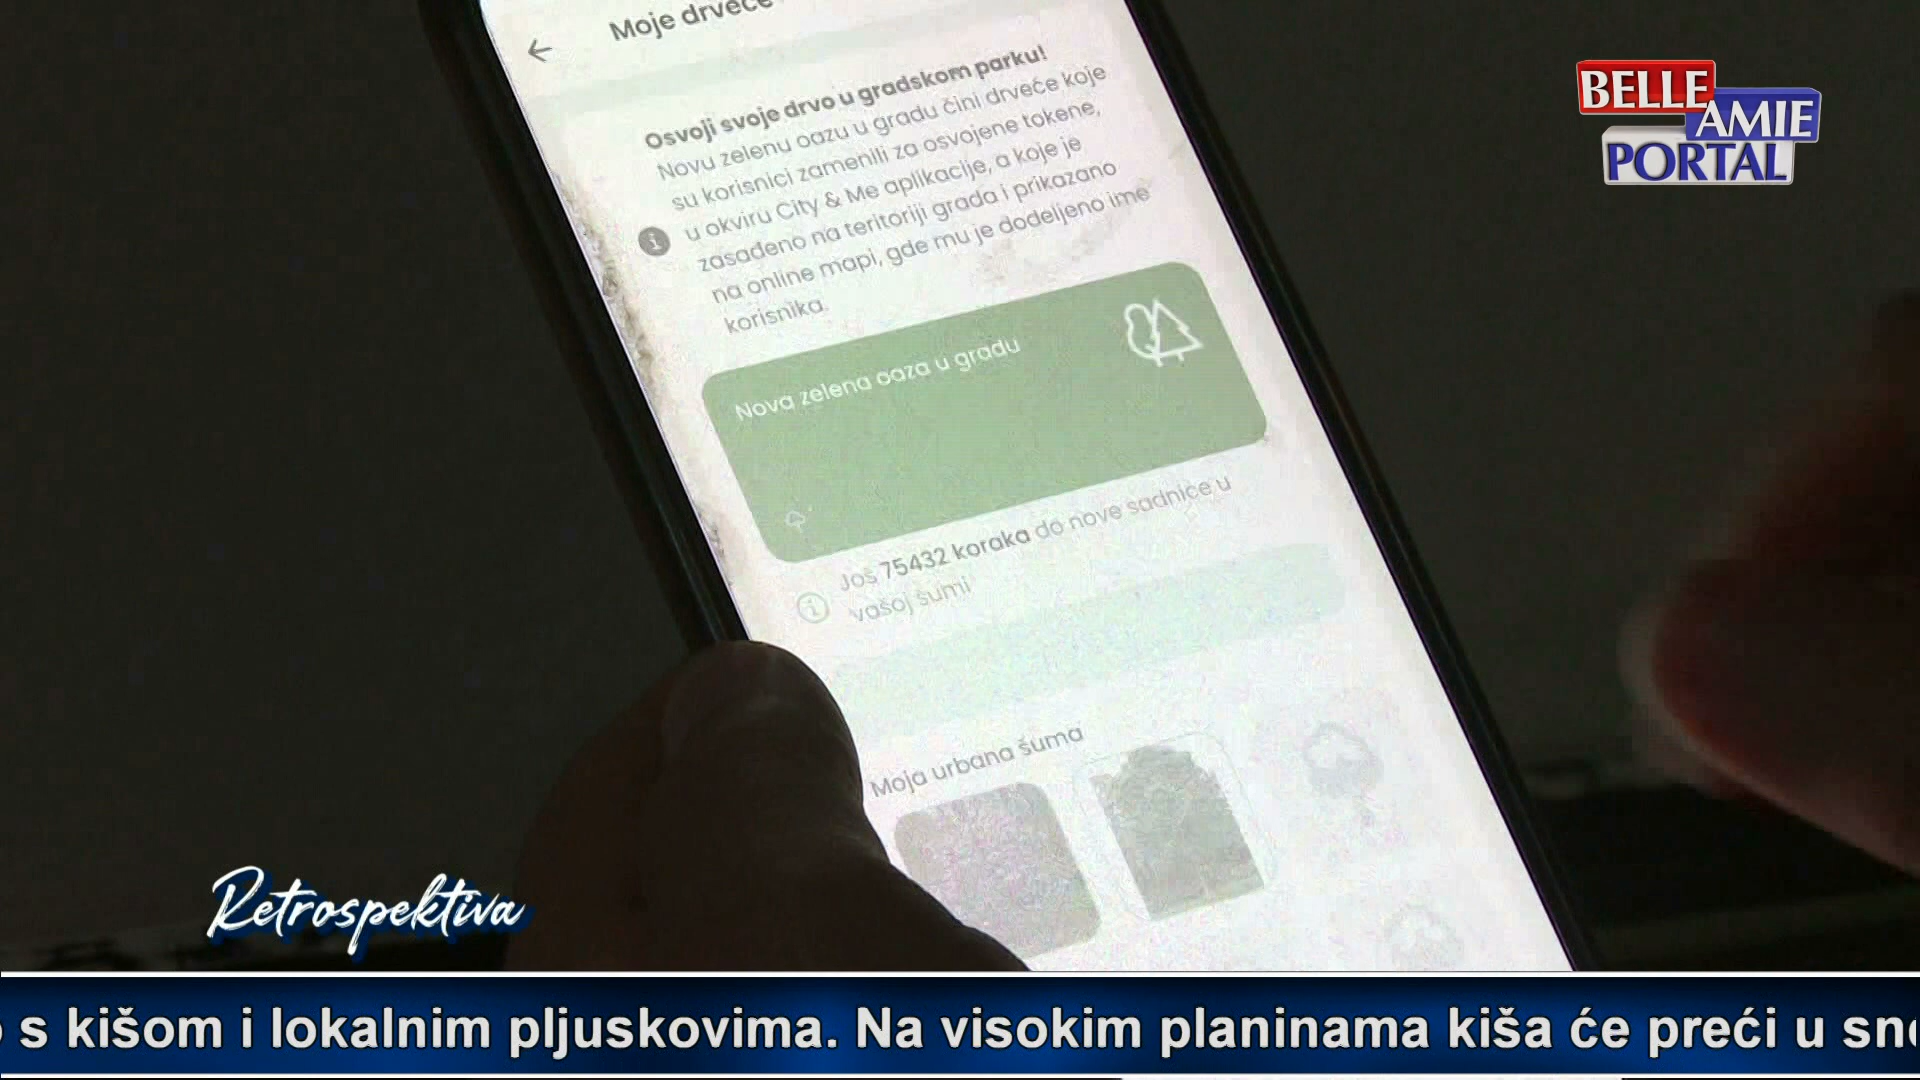 Moje drveće
Osvoji svoje drvo u gradskom parku!
Novu zelenu oazu u gradu čini drveće koje
su korisnici zamenili za osvojene tokene,
u okviru City & Me aplikacije, a koje je
zasađeno na teritoriji grada i prikazano
na online mapi, gde mu je dodeljeno ime
korisnika.
Nova zelena oaza u gradu
Još 75432 koraka do nove sadnice u
vašoj šumi
Moja urbana šuma
BELLE
AMIE
PORTAL
Retrospektiva
s kišom i lokalnim pljuskovima. Na visokim planinama kiša će preći u sne